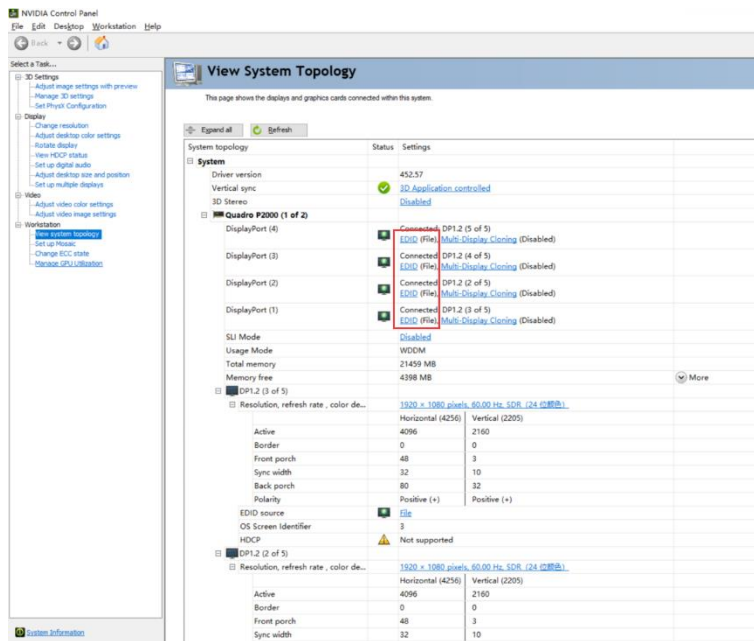 NVIDIA Control Panel
File Edit Desktop Workstation Help
Back
Select a Task...
3D Settings
Adjust image settings with preview
Manage 3D settings
Set PhysX Configuration
Display
Change resolution
Adjust desktop color settings
Rotate display
View HDCP status
Set up digital audio
Adjust desktop size and position
Set up multiple displays
Video
Adjust video color settings
Adjust video image settings
Workstation
View system topology
Set up Mosaic
Change ECC state
Manage GPU Utilization
System Information
View System Topology
This page shows the displays and graphics cards connected within this system.
Expand all Refresh
System topology Status Settings
System
Driver version 452.57
Vertical sync 3D Application controlled
3D Stereo Disabled
Quadro P2000 (1 of 2)
DisplayPort (4) Connected, DP1.2 (5 of 5)
EDID (File), Multi-Display Cloning (Disabled)
DisplayPort (3) Connected, DP1.2 (4 of 5)
EDID (File), Multi-Display Cloning (Disabled)
DisplayPort (2) Connected, DP1.2 (2 of 5)
EDID (File), Multi-Display Cloning (Disabled)
DisplayPort (1) Connected, DP1.2 (3 of 5)
EDID (File), Multi-Display Cloning (Disabled)
SLI Mode Disabled
Usage Mode WDDM
Total memory 21459 MB
Memory free 4398 MB More
DP1.2 (3 of 5)
Resolution, refresh rate , color de... 1920 × 1080 pixels, 60.00 Hz, SDR (24 位颜色)
Horizontal (4256) Vertical (2205)
Active 4096 2160
Border 0 0
Front porch 48 3
Sync width 32 10
Back porch 80 32
Polarity Positive (+) Positive (+)
EDID source File
OS Screen Identifier 3
HDCP Not supported
DP1.2 (2 of 5)
Resolution, refresh rate , color de... 1920 × 1080 pixels, 60.00 Hz, SDR (24 位颜色)
Horizontal (4256) Vertical (2205)
Active 4096 2160
Border 0 0
Front porch 48 3
Sync width 32 10